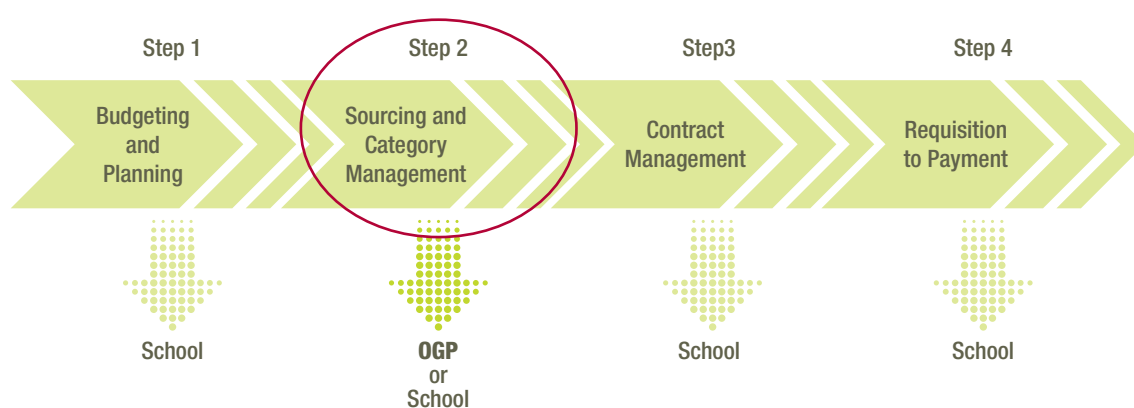 Step 1
Step 2
Step3
Step 4
Budgeting
and
Planning
Sourcing and
Category
Management
Contract
Management
Requisition
to Payment
School
OGP
or
School
School
School